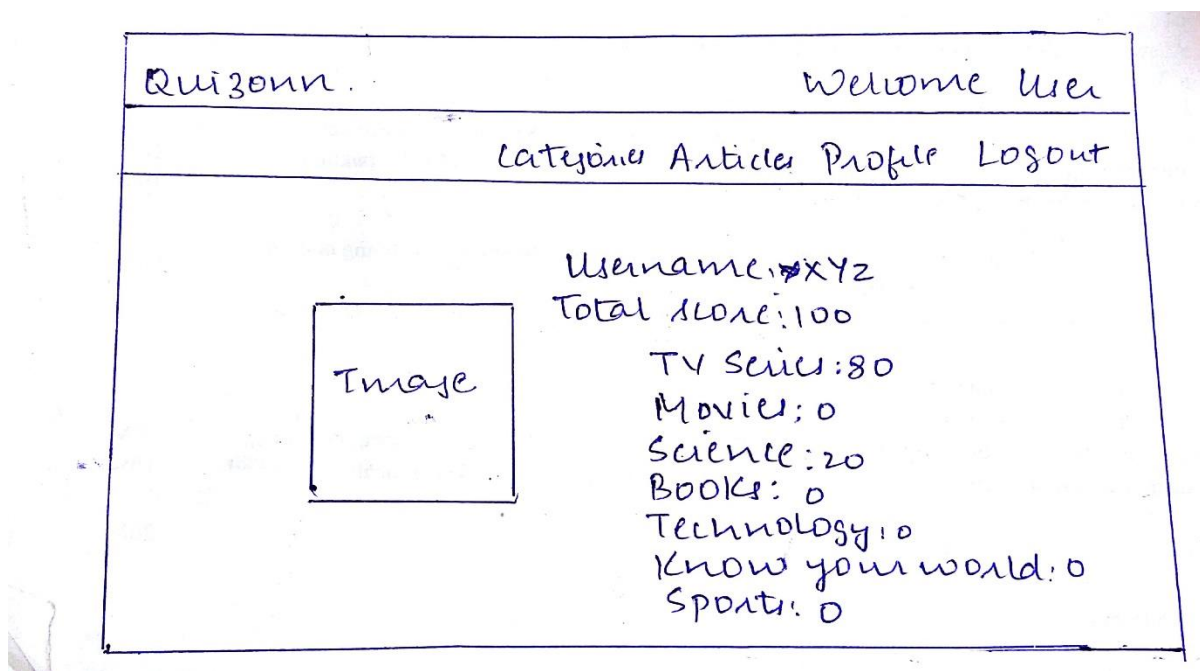 Quizonn.
Welcome User
Categories Articles Profile Logout
Username: XYZ
Total score: 100
Image
TV Series: 80
Movies: 0
Science: 20
Books: 0
Technology: 0
Know your world: 0
Sports: 0